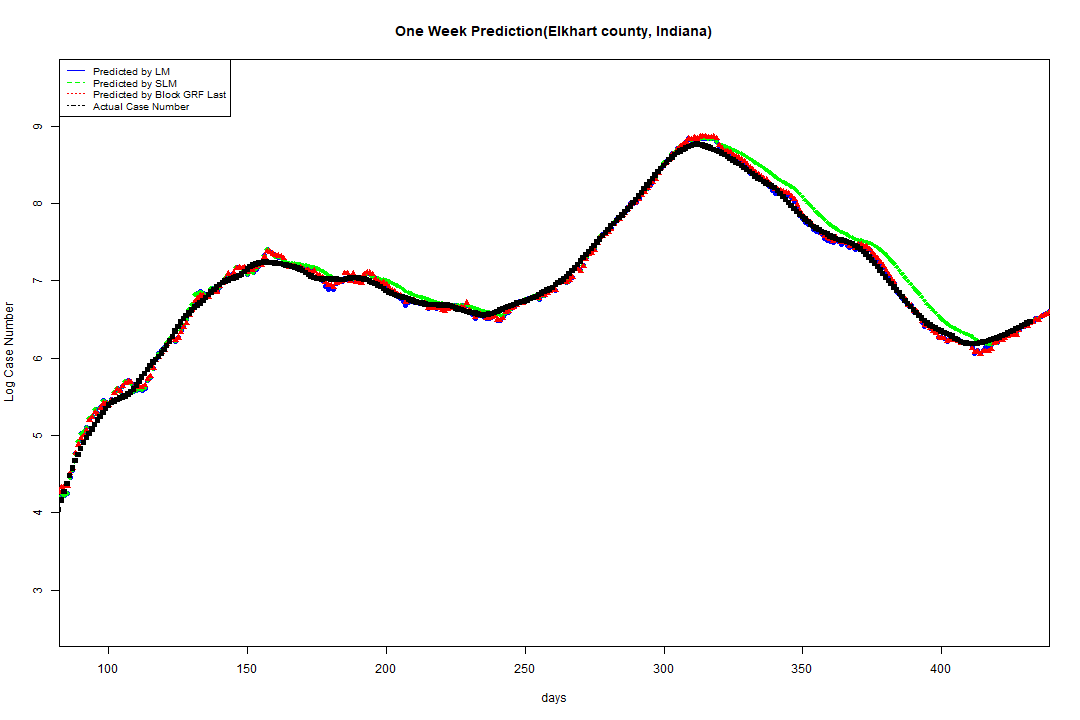 One Week Prediction(Elkhart county, Indiana)
Predicted by LM
Predicted by SLM
Predicted by Block GRF Last
Actual Case Number
9
8
7
6
5
4
3
Log Case Number
100 150 200 250 300 350 400
days